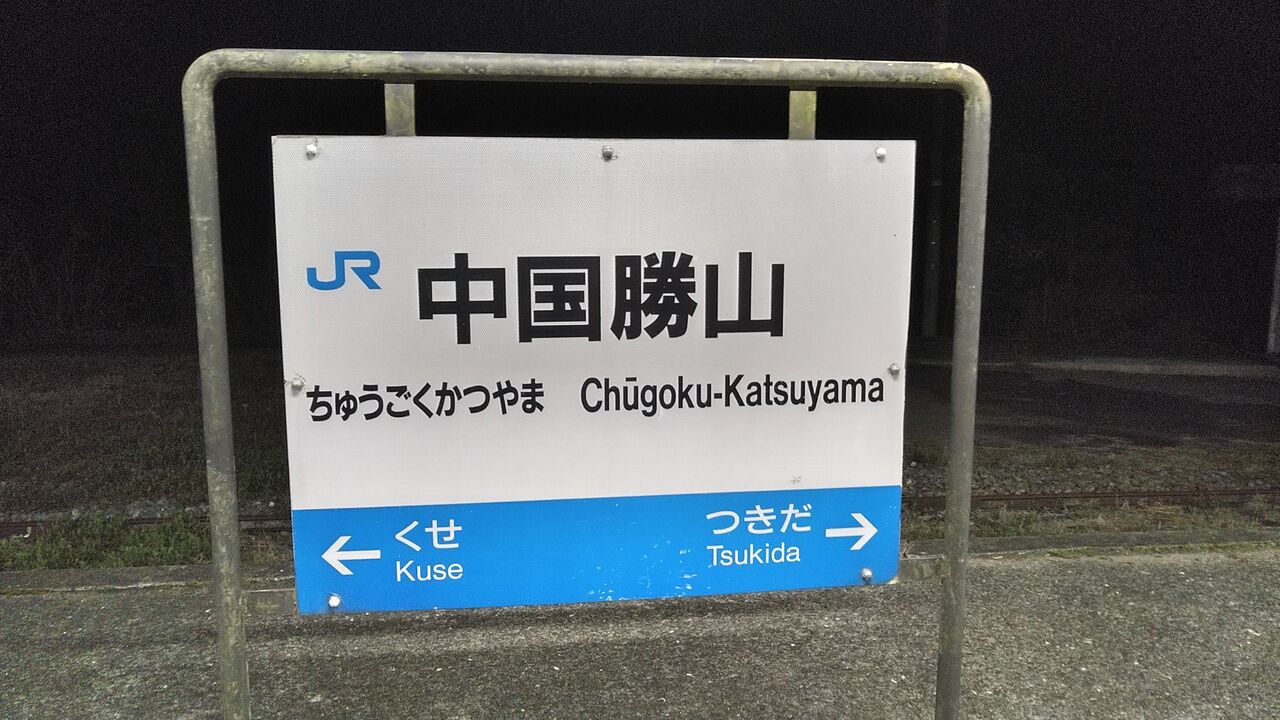 JR 中国勝山
ちゅうごくかつやま Chūgoku-Katsuyama
← くせ つきだ →
Kuse Tsukida